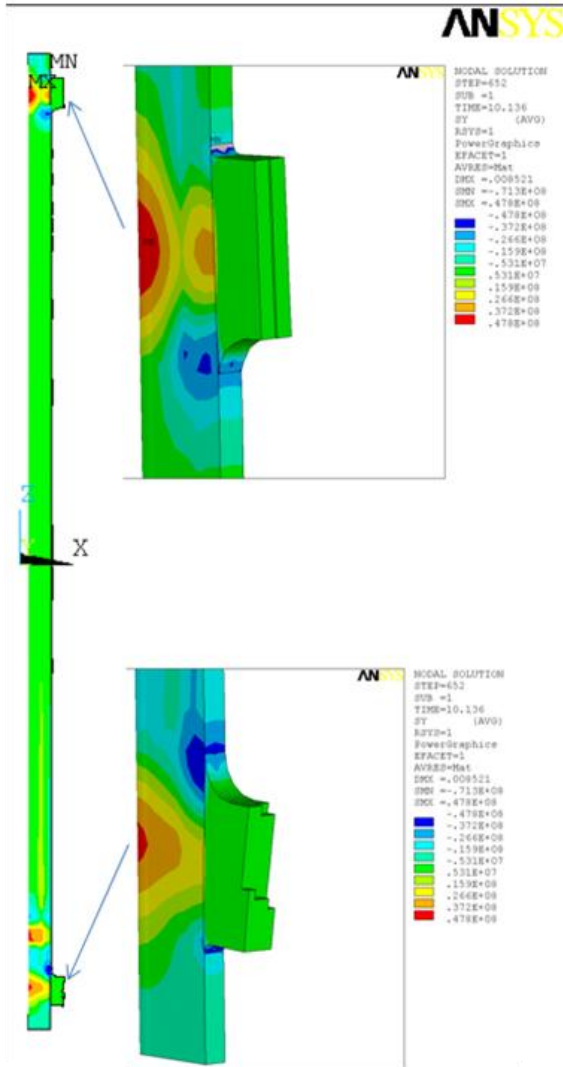 ANSYS
MN
MX
ANSYS
NODAL SOLUTION
STEP=652
SUB =1
TIME=10.136
SY (AVG)
RSYS=1
PowerGraphics
EFACET=1
AVRES=Mat
DMX =.008521
SMN =-.713E+08
SMX =.478E+08
-.478E+08
-.372E+08
-.266E+08
-.159E+08
-.531E+07
.531E+07
.159E+08
.266E+08
.372E+08
.478E+08
Z
Y
X
ANSYS
NODAL SOLUTION
STEP=652
SUB =1
TIME=10.136
SY (AVG)
RSYS=1
PowerGraphics
EFACET=1
AVRES=Mat
DMX =.008521
SMN =-.713E+08
SMX =.478E+08
-.478E+08
-.372E+08
-.266E+08
-.159E+08
-.531E+07
.531E+07
.159E+08
.266E+08
.372E+08
.478E+08